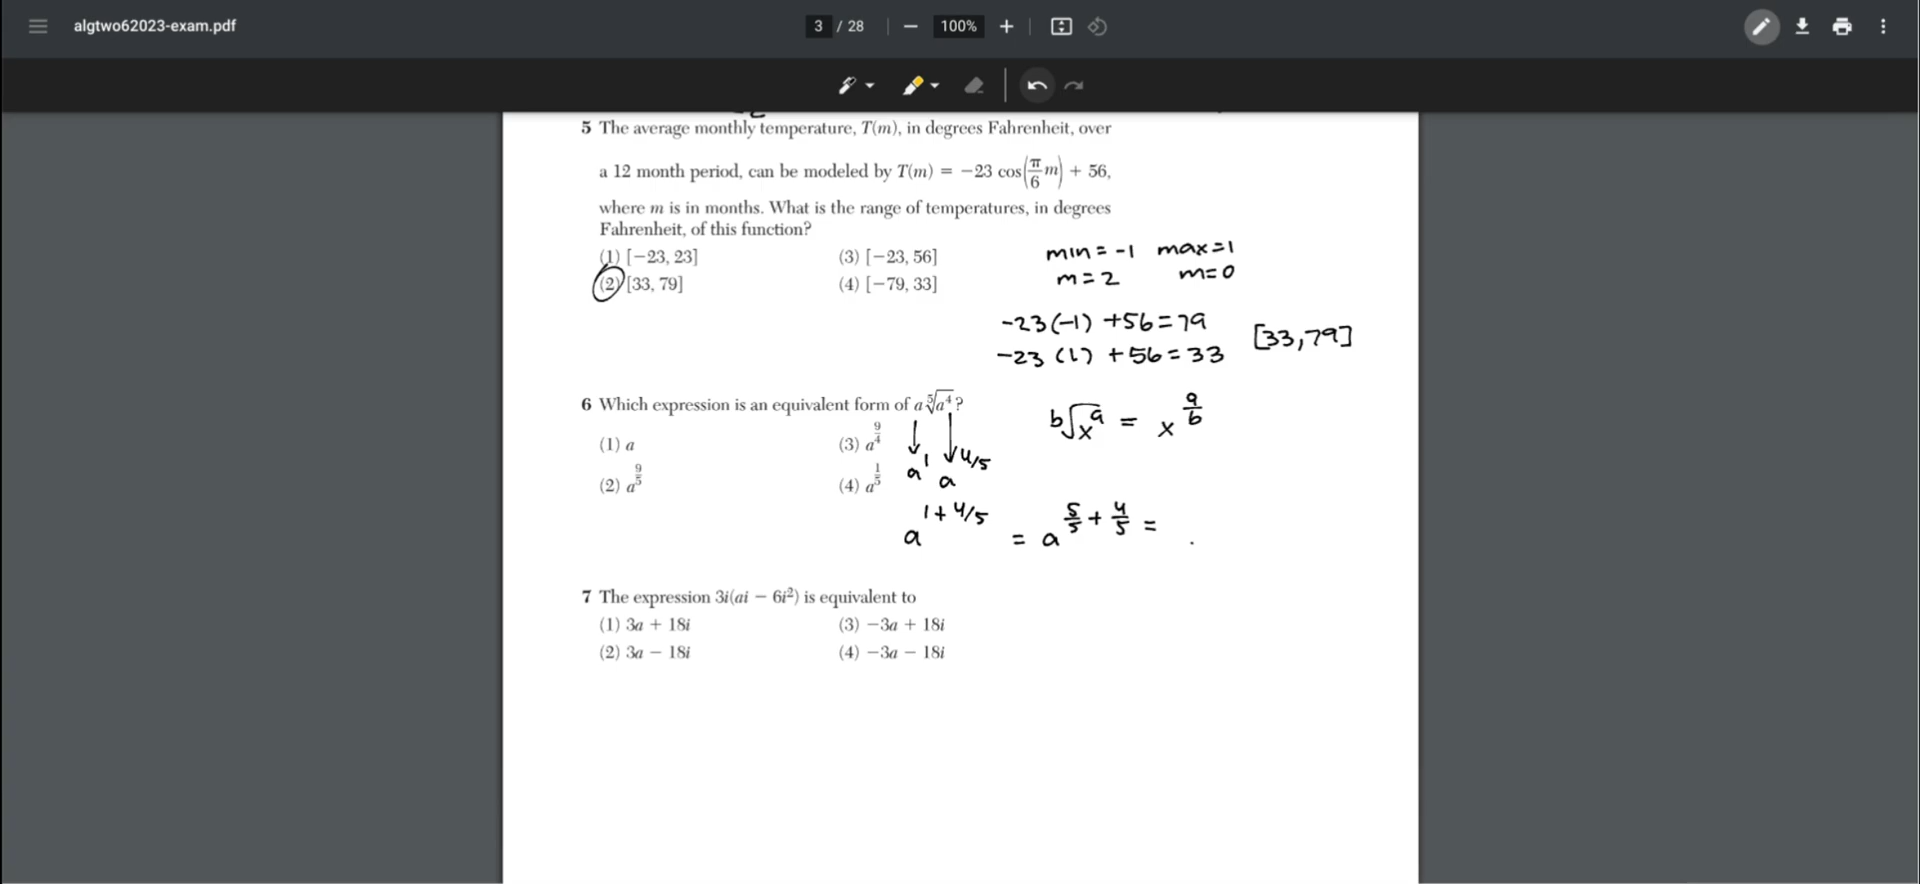 algtwo62023-exam.pdf
3 / 28
100%
5 The average monthly temperature, T(m), in degrees Fahrenheit, over
a 12 month period, can be modeled by T(m) = −23 cos(π/6 m) + 56,
where m is in months. What is the range of temperatures, in degrees
Fahrenheit, of this function?
(1) [−23, 23] (3) [−23, 56]
(2) [33, 79] (4) [−79, 33]
min = -1 max = 1
m = 2 m = 0
-23(-1) + 56 = 79
-23 (1) + 56 = 33
[33, 79]
6 Which expression is an equivalent form of a ⁵√a⁴?
(1) a (3) a^(9/4)
(2) a^(9/5) (4) a^(1/5)
b√x^a = x^(a/b)
a^1 a^4/5
a^(1+4/5) = a^(5/5 + 4/5) =
7 The expression 3i(ai − 6i²) is equivalent to
(1) 3a + 18i (3) −3a + 18i
(2) 3a − 18i (4) −3a − 18i